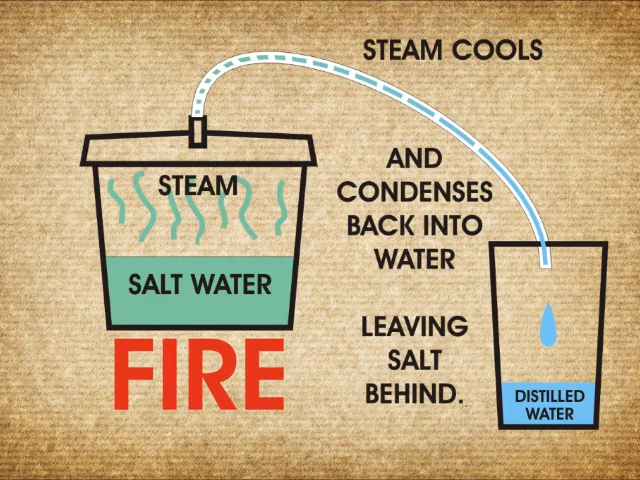 STEAM COOLS
AND
CONDENSES
BACK INTO
WATER
LEAVING
SALT
BEHIND.
STEAM
SALT WATER
FIRE
DISTILLED
WATER